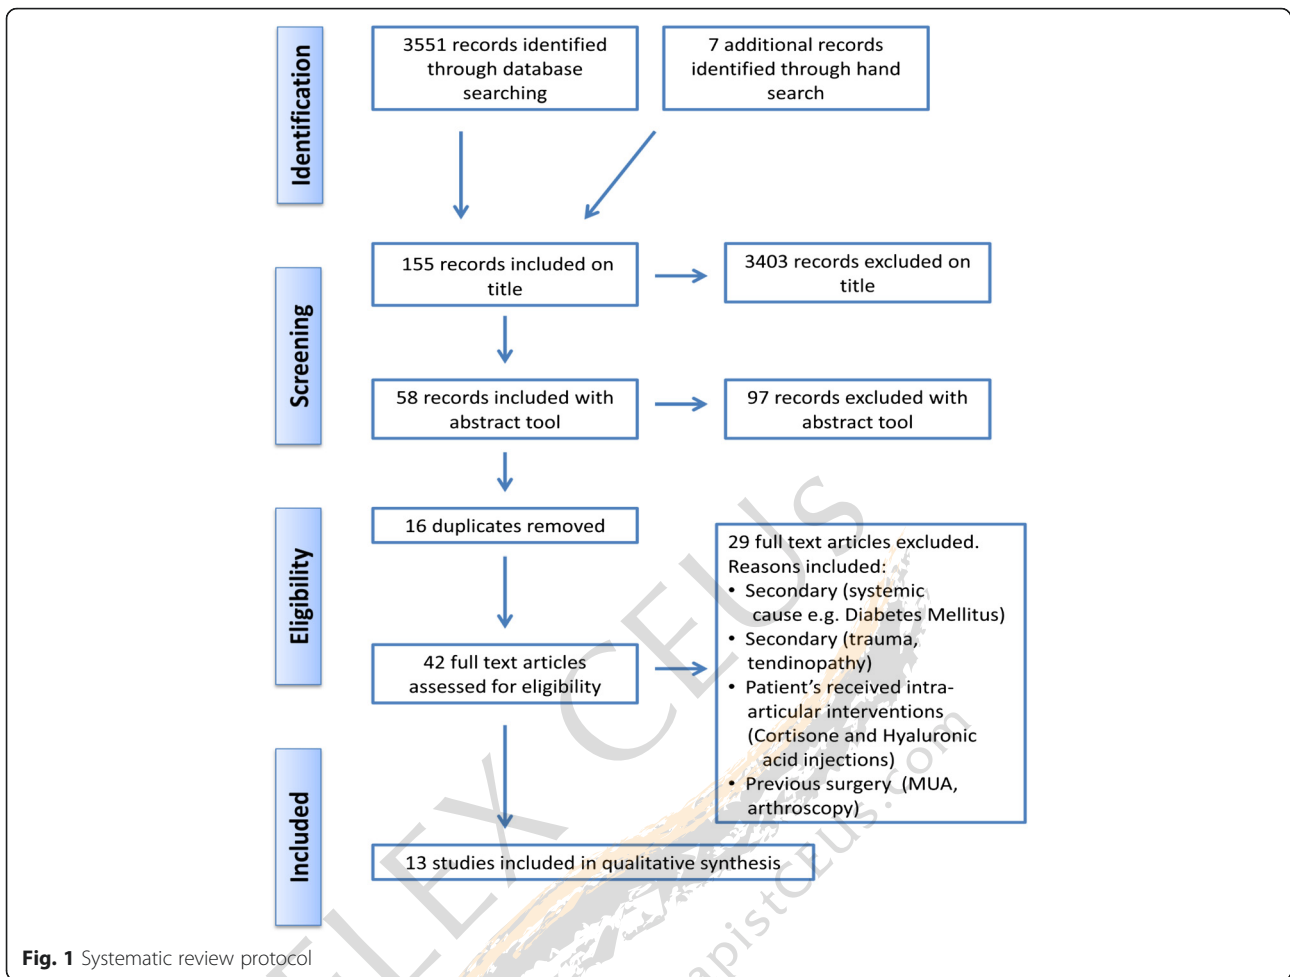 Identification
3551 records identified
through database
searching
7 additional records
identified through hand
search
Screening
155 records included on
title
3403 records excluded on
title
58 records included with
abstract tool
97 records excluded with
abstract tool
Eligibility
16 duplicates removed
42 full text articles
assessed for eligibility
29 full text articles excluded.
Reasons included:
• Secondary (systemic
cause e.g. Diabetes Mellitus)
• Secondary (trauma,
tendinopathy)
• Patient’s received intra-
articular interventions
(Cortisone and Hyaluronic
acid injections)
• Previous surgery (MUA,
arthroscopy)
Included
13 studies included in qualitative synthesis
Fig. 1 Systematic review protocol
FLEX CEUs
apistCEUs.com